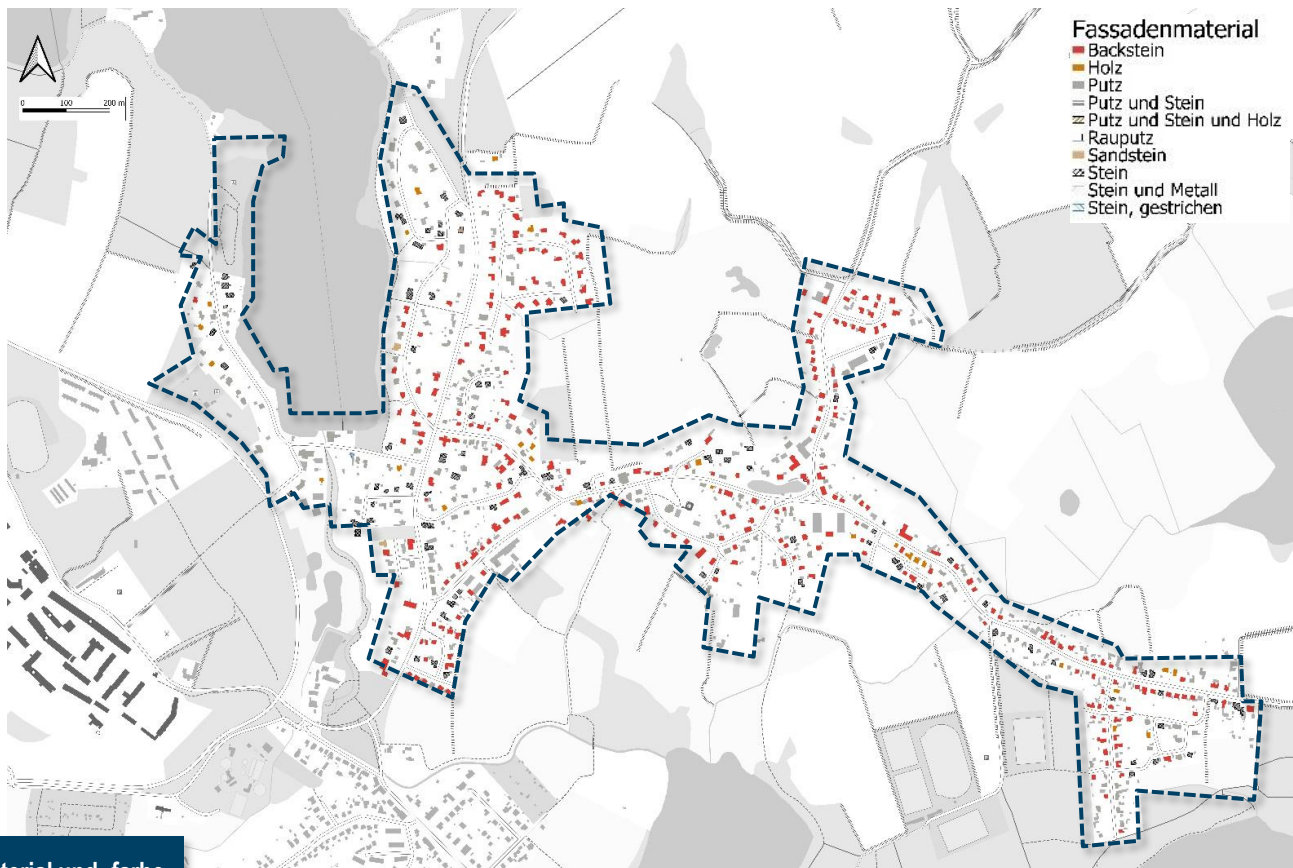 Fassadenmaterial
Backstein
Holz
Putz
Putz und Stein
Putz und Stein und Holz
Rauputz
Sandstein
Stein
Stein und Metall
Stein, gestrichen
0 100 200 m